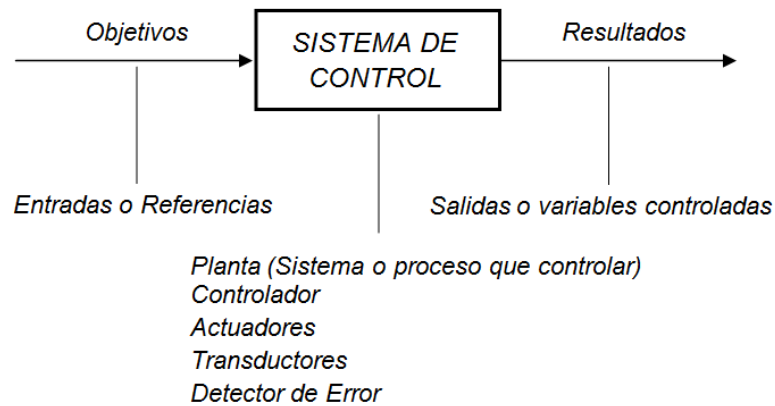 Objetivos
SISTEMA DE
CONTROL
Resultados
Entradas o Referencias
Salidas o variables controladas
Planta (Sistema o proceso que controlar)
Controlador
Actuadores
Transductores
Detector de Error